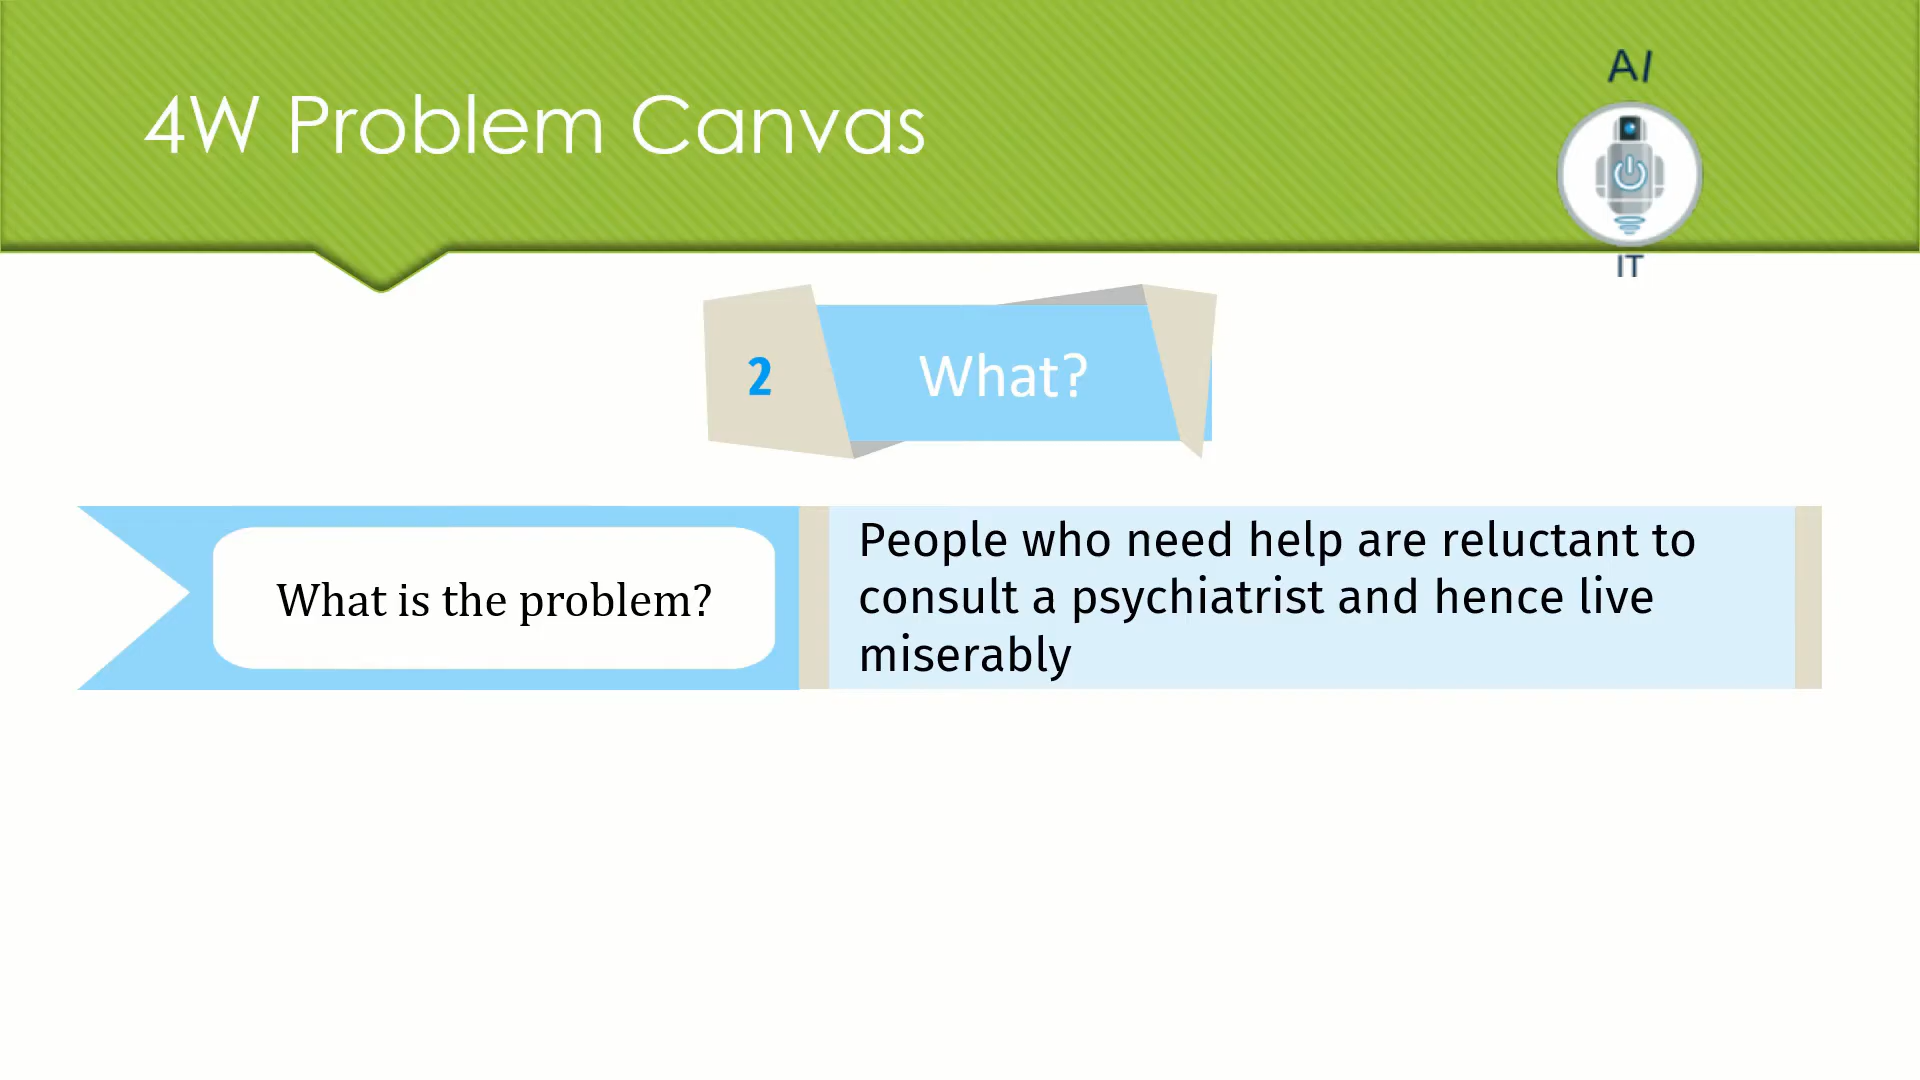 AI
4W Problem Canvas
IT
2
What?
What is the problem?
People who need help are reluctant to
consult a psychiatrist and hence live
miserably